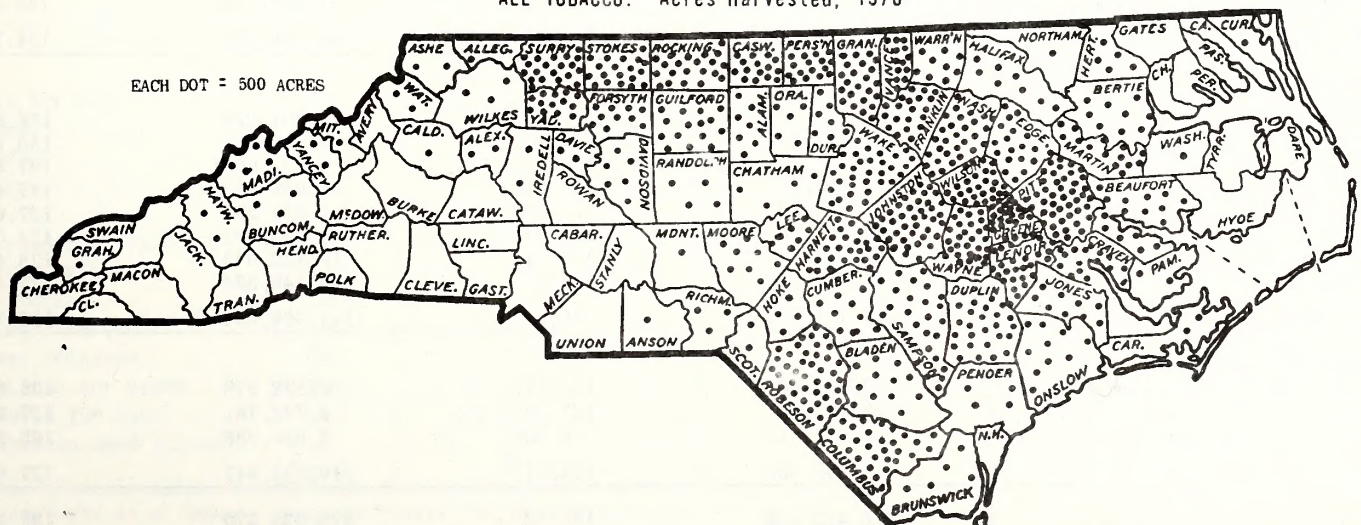 ALL TOBACCO: Acres Harvested, 1978
EACH DOT = 500 ACRES
ASHE
ALLEG.
SURRY
STOKES
ROCKING.
CASW.
PERS'N
GRAN.
VANCE
WARR'N
HALIFAX
NORTHAM.
HERT.
GATES
CA.
CUR.
PAS.
PER.
CH.
WAT.
WILKES
YAD.
FORSYTH
GUILFORD
ALAM.
ORA.
DUR.
FRANKLIN
NASH
EDGE.
BERTIE
MARTIN
WASH.
TYRR.
DARE
MIT.
AVERY
CALD.
ALEX.
IREDELL
DAVIE
DAVIDSON
RANDOLPH
CHATHAM
WAKE
WILSON
PITT
BEAUFORT
HYDE
MADI.
YANCEY
BURKE
CATAW.
ROWAN
JOHNSTON
GREENE
HAYW.
BUNCOM.
McDOW.
SWAIN
GRAH.
JACK.
HEND.
RUTHER.
LINC.
CABAR.
STANLY
MONT.
MOORE
LEE
HARNETT
WAYNE
LENOIR
CRAVEN
PAM.
CHEROKEE
MACON
CL.
TRAN.
POLK
CLEVE.
GAST.
MECK.
UNION
ANSON
RICHM.
HOKE
CUMBER.
SAMPSON
DUPLIN
JONES
CAR.
SCOT.
ROBESON
BLADEN
PENDER
ONSLOW
COLUMBUS
N.H.
BRUNSWICK